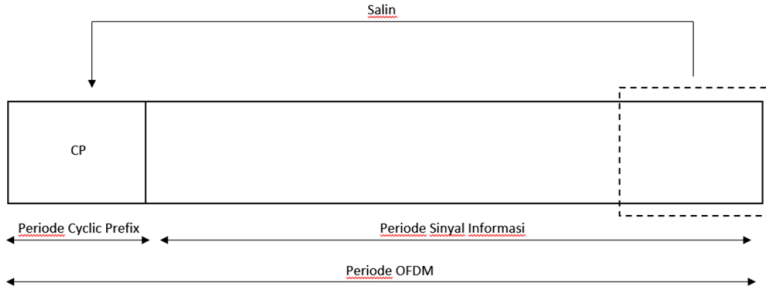 Salin
CP
Periode Cyclic Prefix
Periode Sinyal Informasi
Periode OFDM